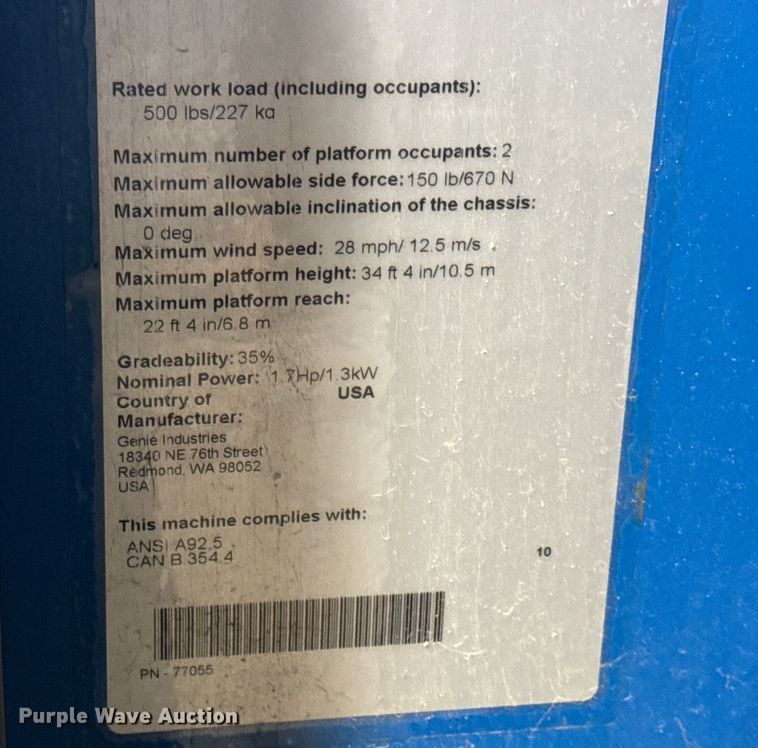 Rated work load (including occupants):
500 lbs/227 kg
Maximum number of platform occupants: 2
Maximum allowable side force: 150 lb/670 N
Maximum allowable inclination of the chassis:
0 deg
Maximum wind speed: 28 mph/ 12.5 m/s
Maximum platform height: 34 ft 4 in/10.5 m
Maximum platform reach:
22 ft 4 in/6.8 m
Gradeability: 35%
Nominal Power: 1.7Hp/1.3kW
Country of USA
Manufacturer:
Genie Industries
18340 NE 76th Street
Redmond, WA 98052
USA
This machine complies with:
ANSI A92.5
CAN B.354.4
10
PN - 77055
Purple Wave Auction